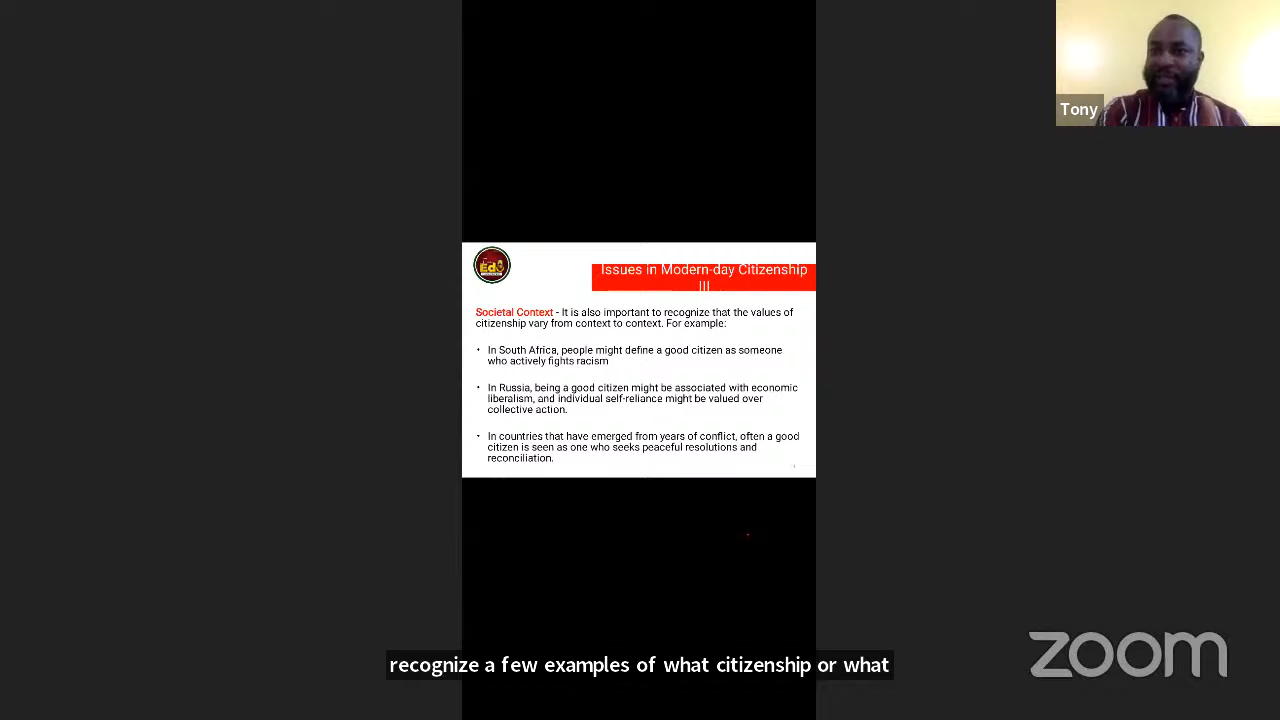 Tony
Edo
Issues in Modern-day Citizenship
III
Societal Context - It is also important to recognize that the values of
citizenship vary from context to context. For example:
• In South Africa, people might define a good citizen as someone
who actively fights racism
• In Russia, being a good citizen might be associated with economic
liberalism, and individual self-reliance might be valued over
collective action.
• In countries that have emerged from years of conflict, often a good
citizen is seen as one who seeks peaceful resolutions and
reconciliation.
recognize a few examples of what citizenship or what
zoom